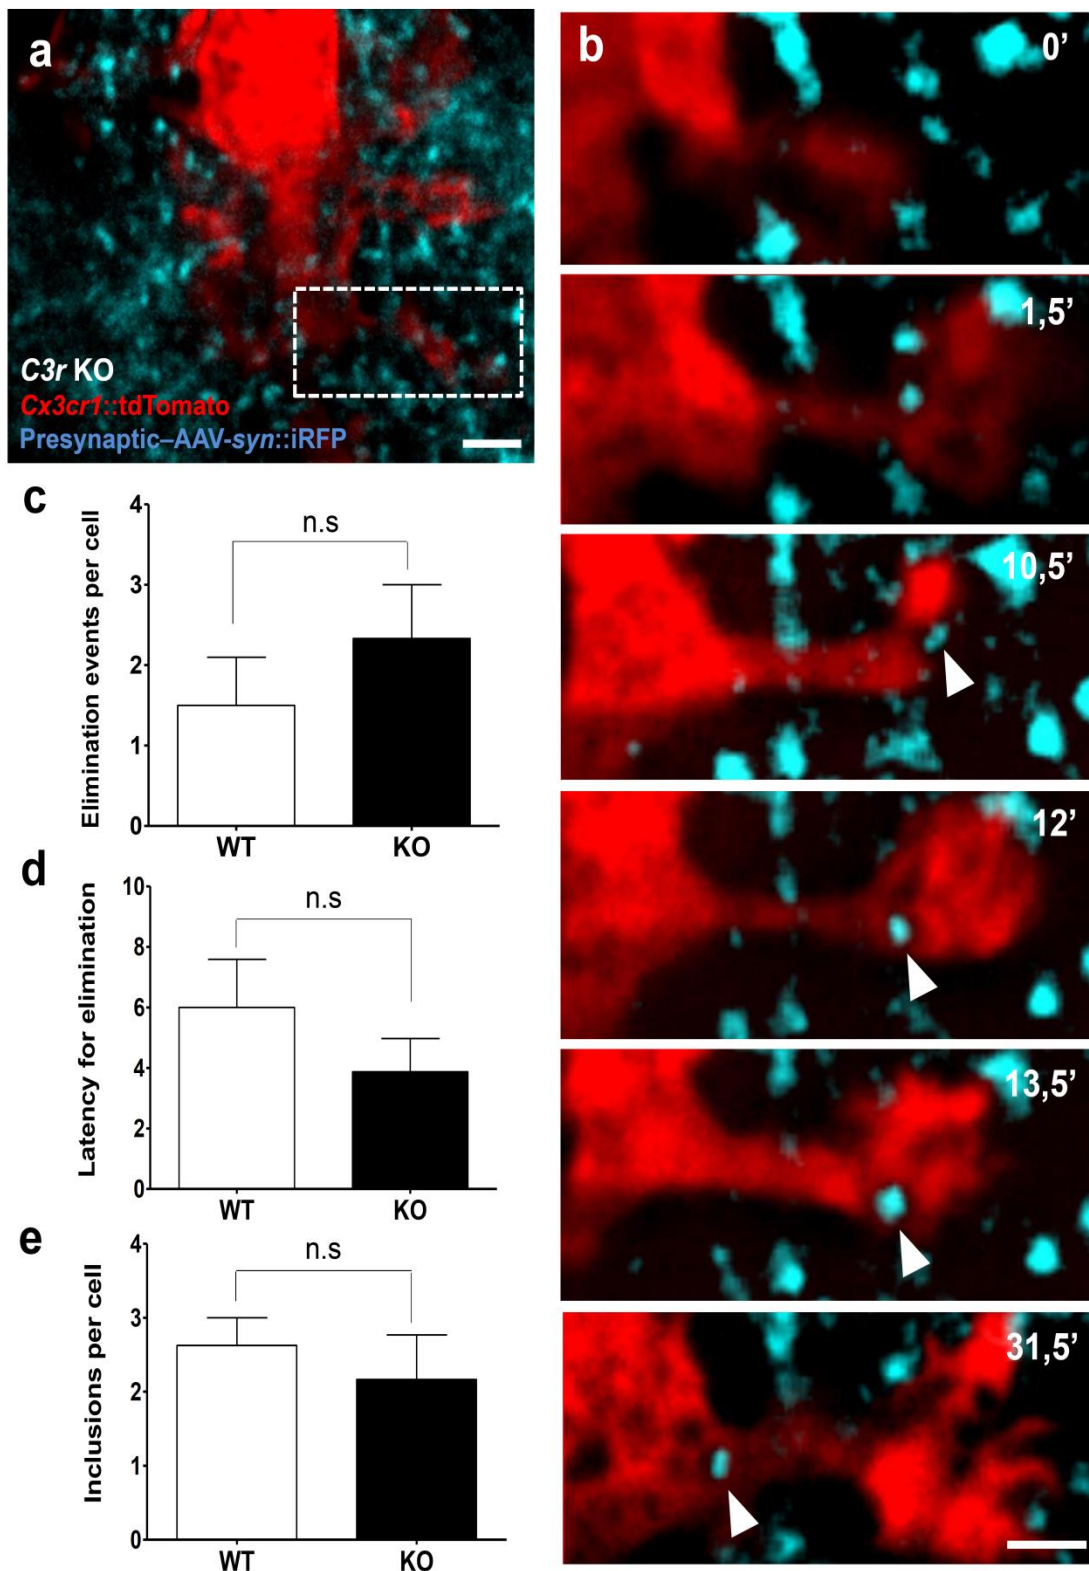 a
C3r KO
Cx3cr1::tdTomato
Presynaptic–AAV-syn::iRFP
b
0’
1,5’
10,5’
12’
13,5’
31,5’
c
Elimination events per cell
4
3
2
1
0
n.s
WT
KO
d
Latency for elimination
10
8
6
4
2
0
n.s
WT
KO
e
Inclusions per cell
4
3
2
1
0
n.s
WT
KO